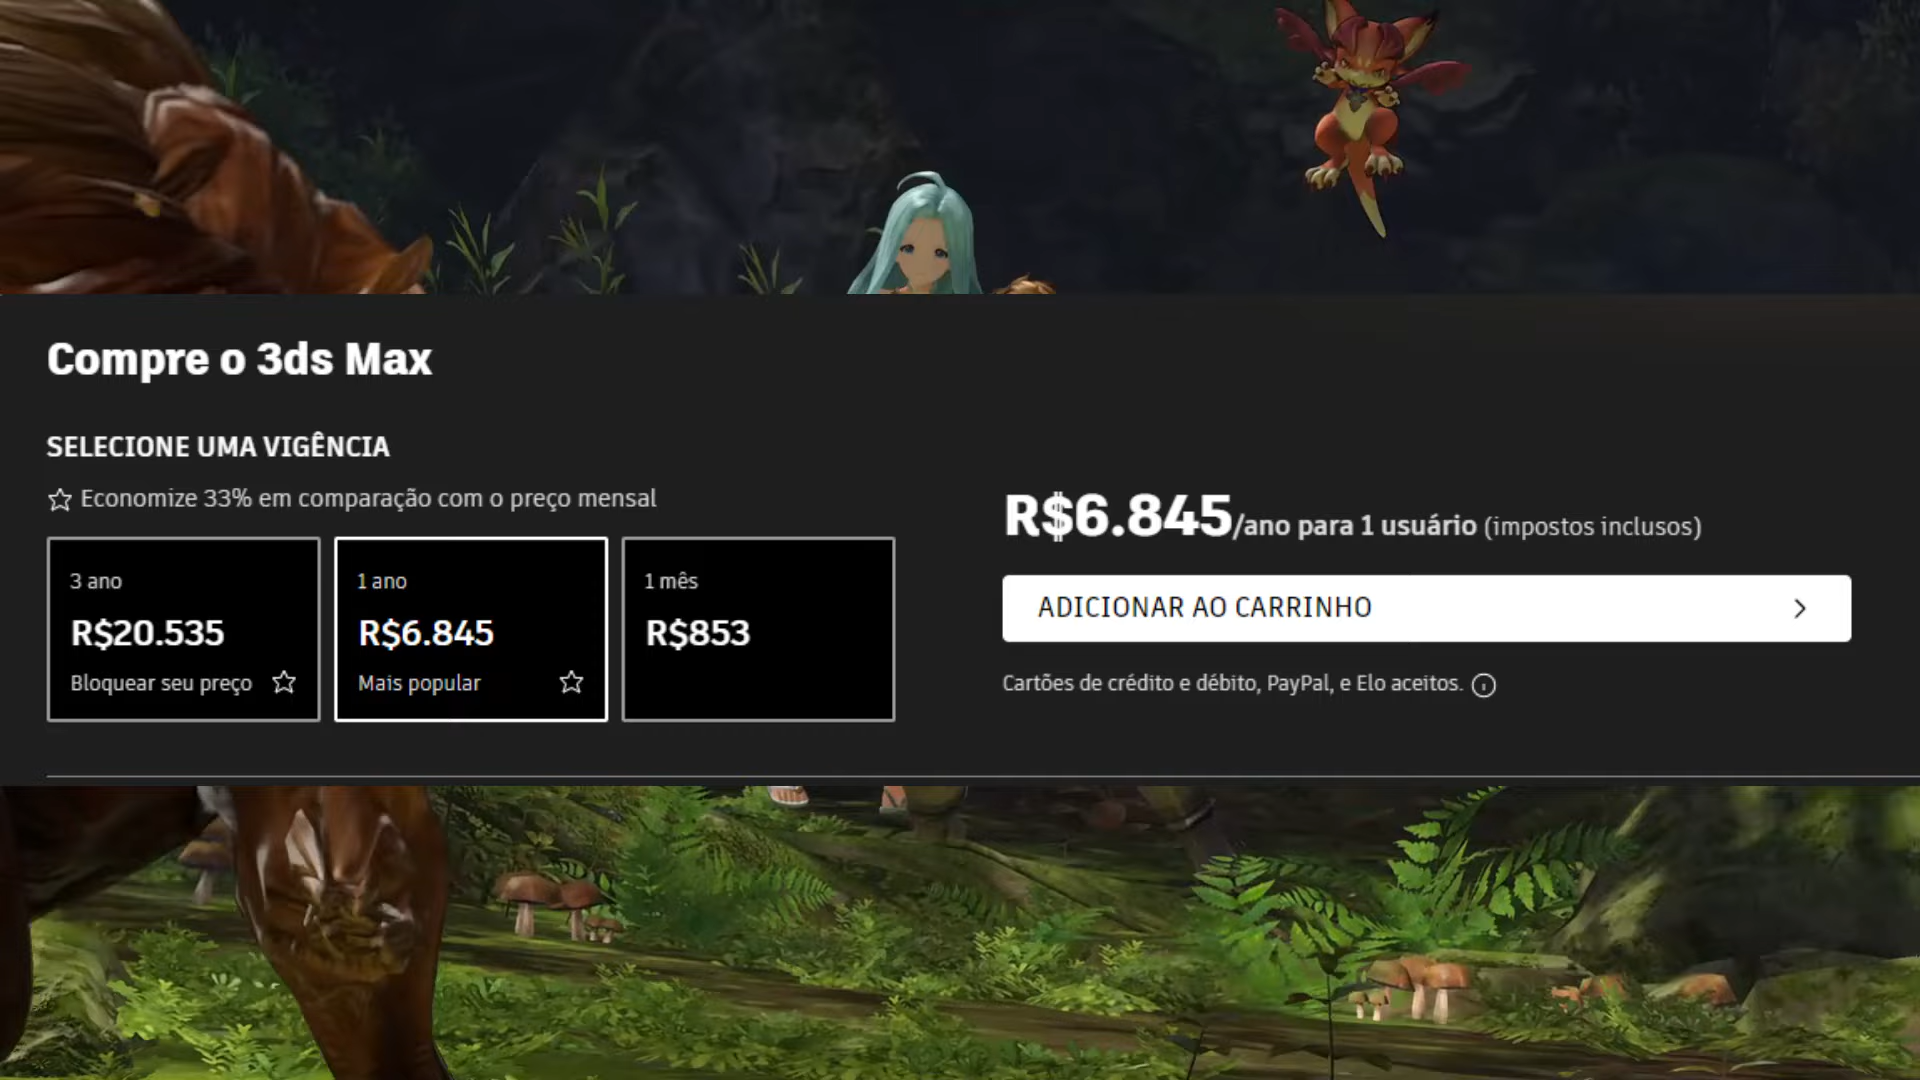 Compre o 3ds Max
SELECIONE UMA VIGÊNCIA
Economize 33% em comparação com o preço mensal
3 ano
R$20.535
Bloquear seu preço
1 ano
R$6.845
Mais popular
1 mês
R$853
R$6.845/ano para 1 usuário (impostos inclusos)
ADICIONAR AO CARRINHO
Cartões de crédito e débito, PayPal, e Elo aceitos.